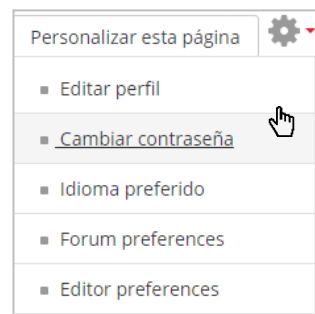 Personalizar esta página
Editar perfil
Cambiar contraseña
Idioma preferido
Forum preferences
Editor preferences